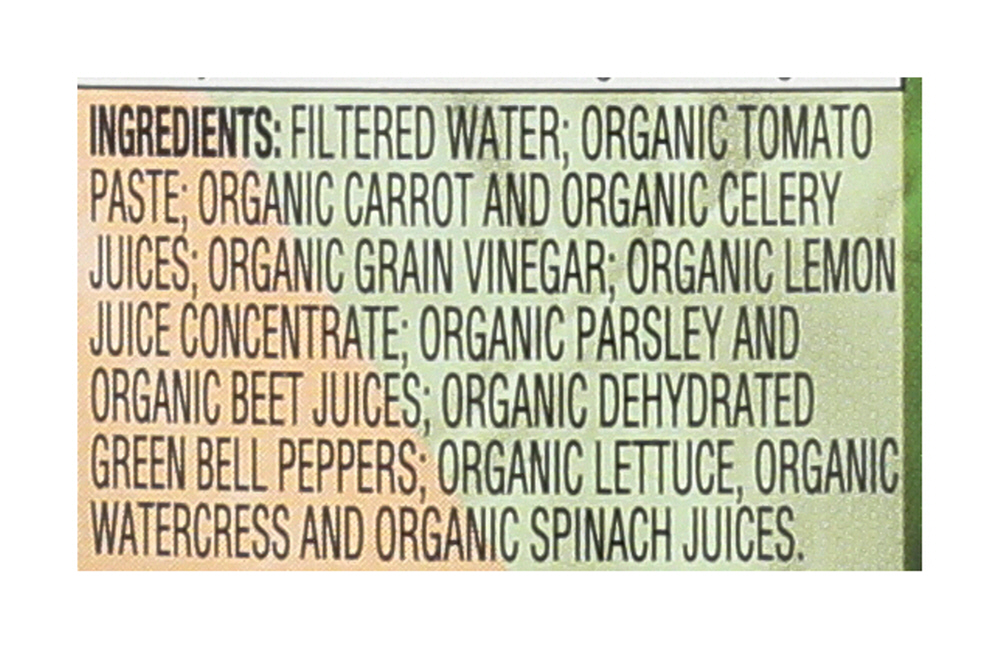 INGREDIENTS: FILTERED WATER; ORGANIC TOMATO
PASTE; ORGANIC CARROT AND ORGANIC CELERY
JUICES; ORGANIC GRAIN VINEGAR; ORGANIC LEMON
JUICE CONCENTRATE; ORGANIC PARSLEY AND
ORGANIC BEET JUICES; ORGANIC DEHYDRATED
GREEN BELL PEPPERS; ORGANIC LETTUCE, ORGANIC
WATERCRESS AND ORGANIC SPINACH JUICES.